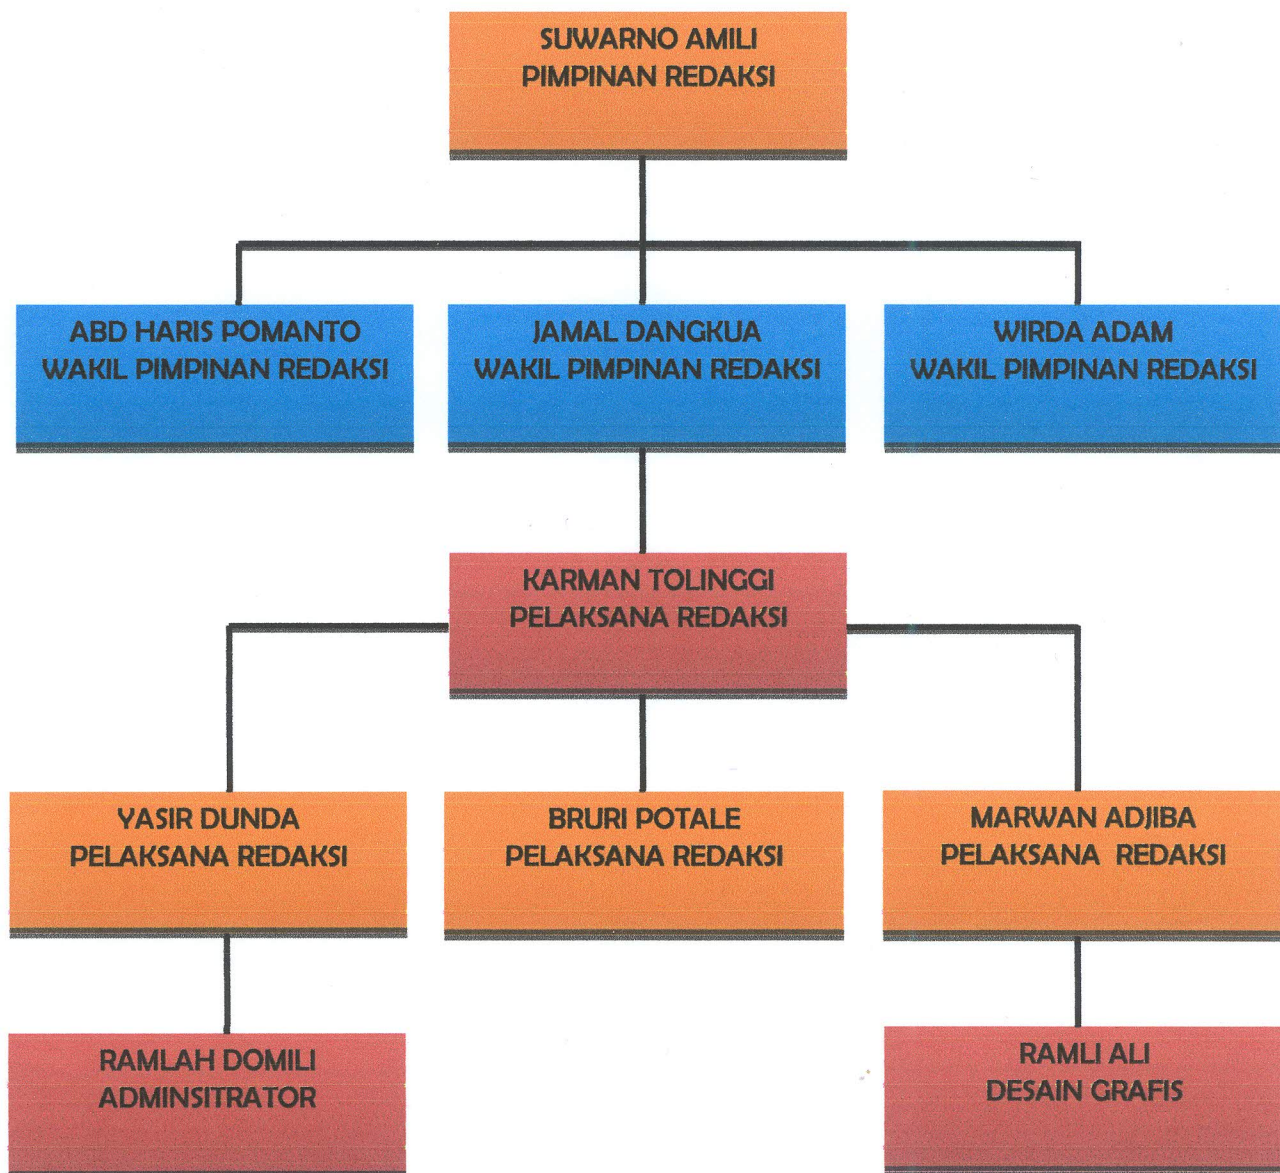 SUWARNO AMILI
PIMPINAN REDAKSI
ABD HARIS POMANTO
WAKIL PIMPINAN REDAKSI
JAMAL DANGKUA
WAKIL PIMPINAN REDAKSI
WIRDA ADAM
WAKIL PIMPINAN REDAKSI
KARMAN TOLINGGI
PELAKSANA REDAKSI
YASIR DUNDA
PELAKSANA REDAKSI
BRURI POTALE
PELAKSANA REDAKSI
MARWAN ADJIBA
PELAKSANA  REDAKSI
RAMLAH DOMILI
ADMINSITRATOR
RAMLI ALI
DESAIN GRAFIS